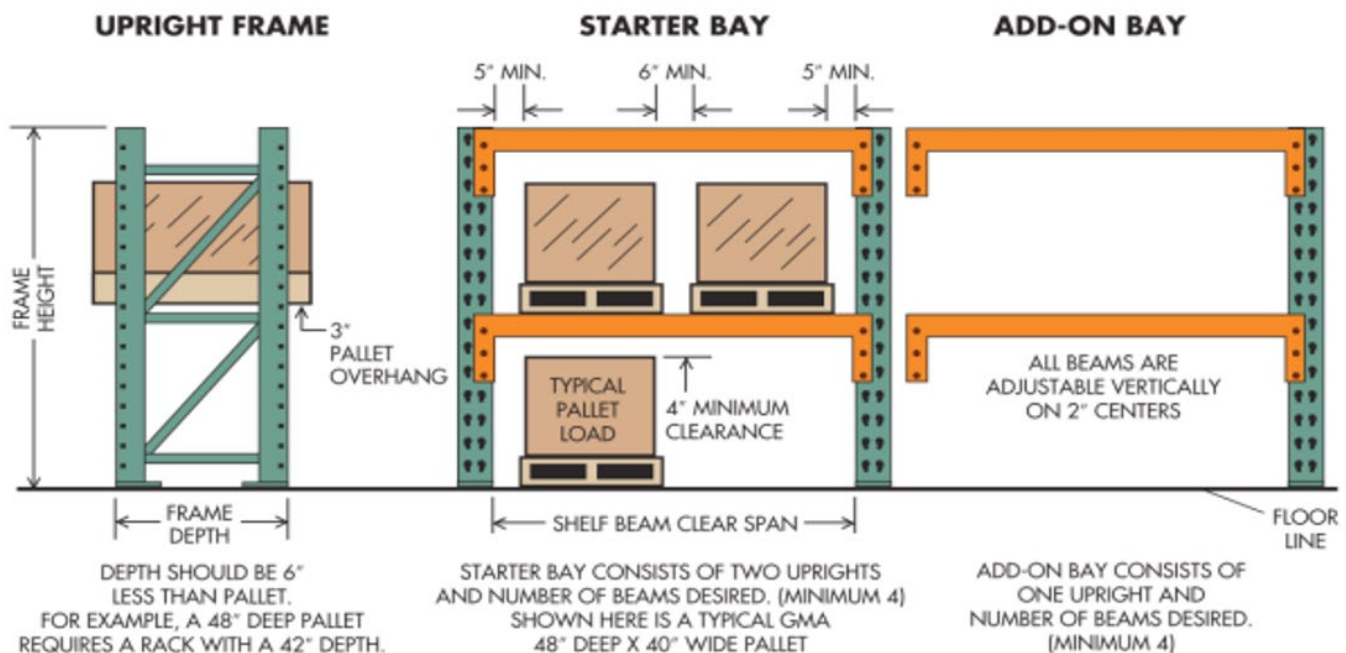 UPRIGHT FRAME
STARTER BAY
ADD-ON BAY
5" MIN.
6" MIN.
5" MIN.
FRAME
HEIGHT
3"
PALLET
OVERHANG
TYPICAL
PALLET
LOAD
4" MINIMUM
CLEARANCE
ALL BEAMS ARE
ADJUSTABLE VERTICALLY
ON 2" CENTERS
FRAME
DEPTH
SHELF BEAM CLEAR SPAN
FLOOR
LINE
DEPTH SHOULD BE 6"
LESS THAN PALLET.
FOR EXAMPLE, A 48" DEEP PALLET
REQUIRES A RACK WITH A 42" DEPTH.
STARTER BAY CONSISTS OF TWO UPRIGHTS
AND NUMBER OF BEAMS DESIRED. (MINIMUM 4)
SHOWN HERE IS A TYPICAL GMA
48" DEEP X 40" WIDE PALLET
ADD-ON BAY CONSISTS OF
ONE UPRIGHT AND
NUMBER OF BEAMS DESIRED.
(MINIMUM 4)